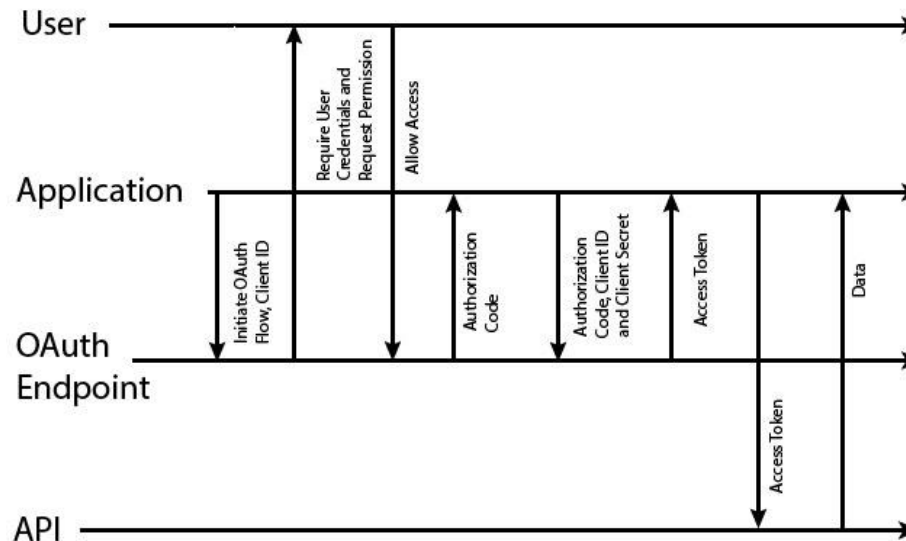 User
Application
OAuth
Endpoint
API
Initiate OAuth
Flow, Client ID
Require User
Credentials and
Request Permission
Allow Access
Authorization
Code
Authorization
Code, Client ID
and Client Secret
Access Token
Access Token
Data